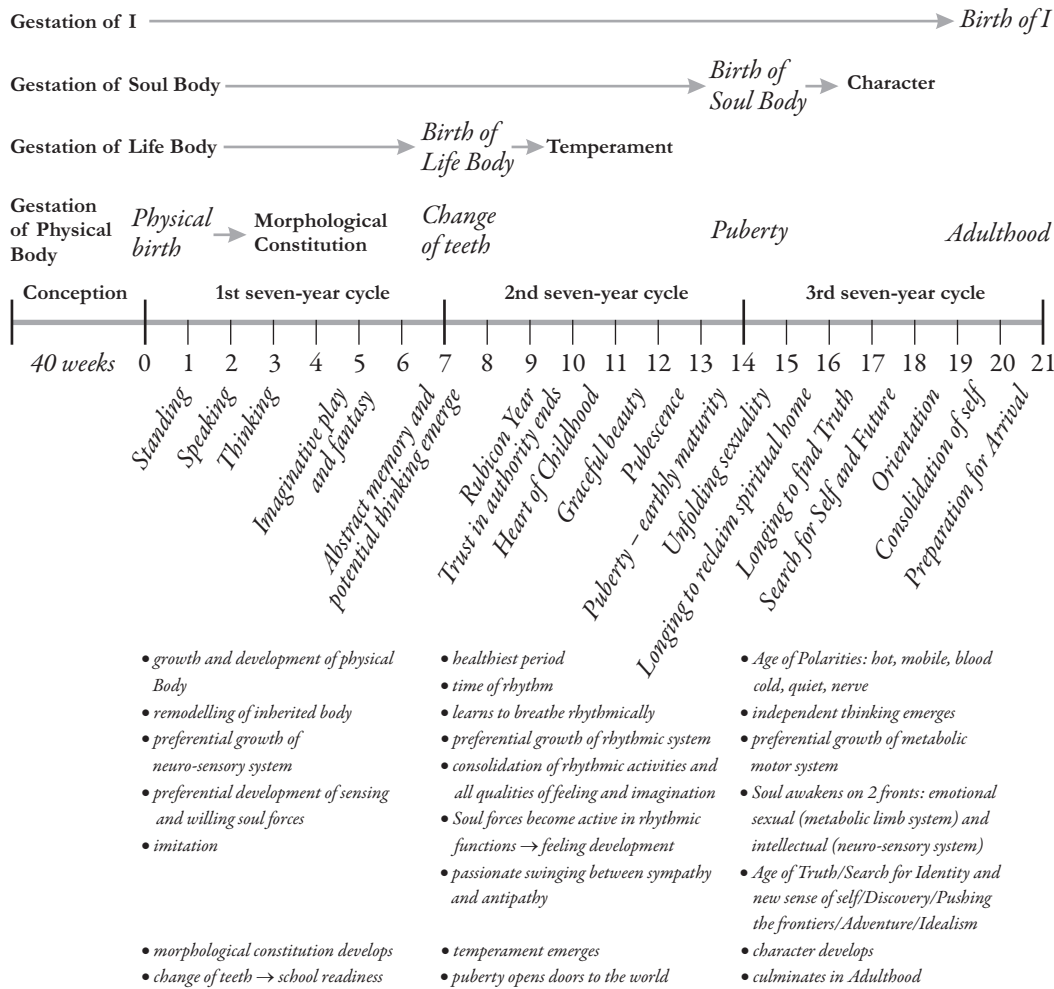 Gestation of I → Birth of I
Gestation of Soul Body → Birth of
Soul Body → Character
Gestation of Life Body → Birth of
Life Body → Temperament
Gestation
of Physical
Body
Physical
birth → Morphological
Constitution
Change
of teeth
Puberty
Adulthood
Conception
1st seven-year cycle
2nd seven-year cycle
3rd seven-year cycle
40 weeks 0 1 2 3 4 5 6 7 8 9 10 11 12 13 14 15 16 17 18 19 20 21
Standing
Speaking
Thinking
Imaginative play
and fantasy
Abstract memory and
potential thinking emerge
Rubicon Year
Trust in authority ends
Heart of Childhood
Graceful beauty
Pubescence
Puberty – earthly maturity
Unfolding sexuality
Longing to reclaim spiritual home
Longing to find Truth
Search for Self and Future
Orientation
Consolidation of self
Preparation for Arrival
• growth and development of physical
Body
• remodelling of inherited body
• preferential growth of
neuro-sensory system
• preferential development of sensing
and willing soul forces
• imitation
• morphological constitution develops
• change of teeth → school readiness
• healthiest period
• time of rhythm
• learns to breathe rhythmically
• preferential growth of rhythmic system
• consolidation of rhythmic activities and
all qualities of feeling and imagination
• Soul forces become active in rhythmic
functions → feeling development
• passionate swinging between sympathy
and antipathy
• temperament emerges
• puberty opens doors to the world
• Age of Polarities: hot, mobile, blood
cold, quiet, nerve
• independent thinking emerges
• preferential growth of metabolic
motor system
• Soul awakens on 2 fronts: emotional
sexual (metabolic limb system) and
intellectual (neuro-sensory system)
• Age of Truth/Search for Identity and
new sense of self/Discovery/Pushing
the frontiers/Adventure/Idealism
• character develops
• culminates in Adulthood